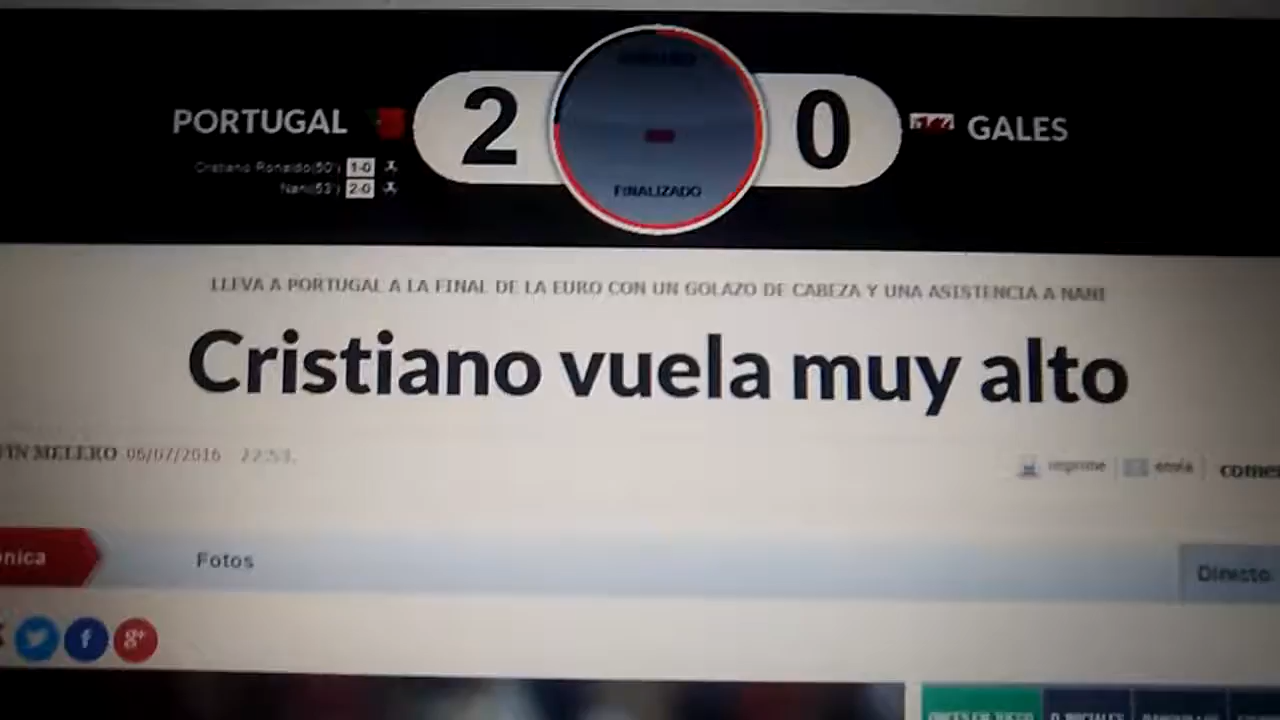 PORTUGAL 2 0 GALES
Cristiano Ronaldo(50') 1-0
Nani(53') 2-0
FINALIZADO
LLEVA A PORTUGAL A LA FINAL DE LA EURO CON UN GOLAZO DE CABEZA Y UNA ASISTENCIA A NANI
Cristiano vuela muy alto
MELERO 06/07/2016 22:53
imprime envía
Fotos Directo
f g+